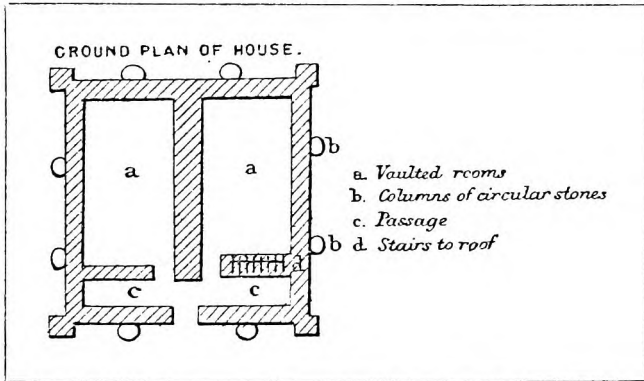 GROUND PLAN OF HOUSE.
a
a
b
b
c
c
d
a. Vaulted rooms
b. Columns of circular stones
c. Passage
d. Stairs to roof